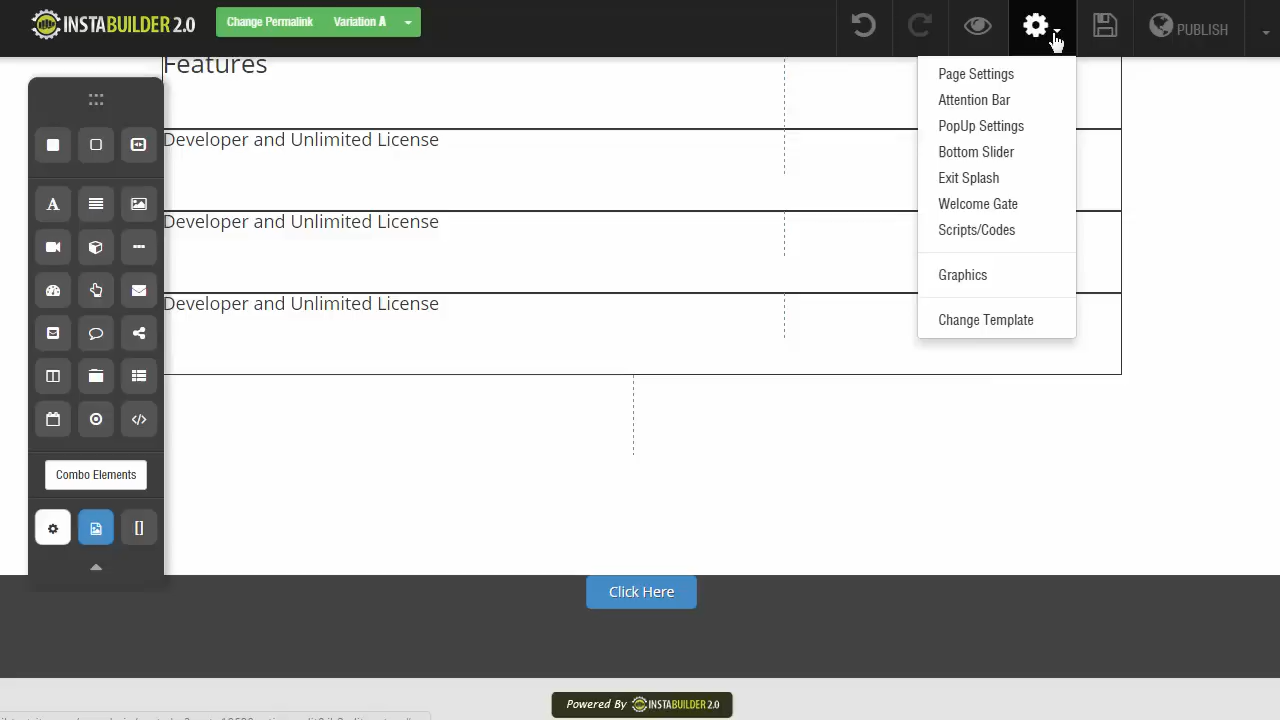 INSTABUILDER 2.0
Change Permalink
Variation A
PUBLISH
Features
Developer and Unlimited License
Developer and Unlimited License
Developer and Unlimited License
Page Settings
Attention Bar
PopUp Settings
Bottom Slider
Exit Splash
Welcome Gate
Scripts/Codes
Graphics
Change Template
A
Combo Elements
[]
Click Here
Powered By INSTABUILDER 2.0